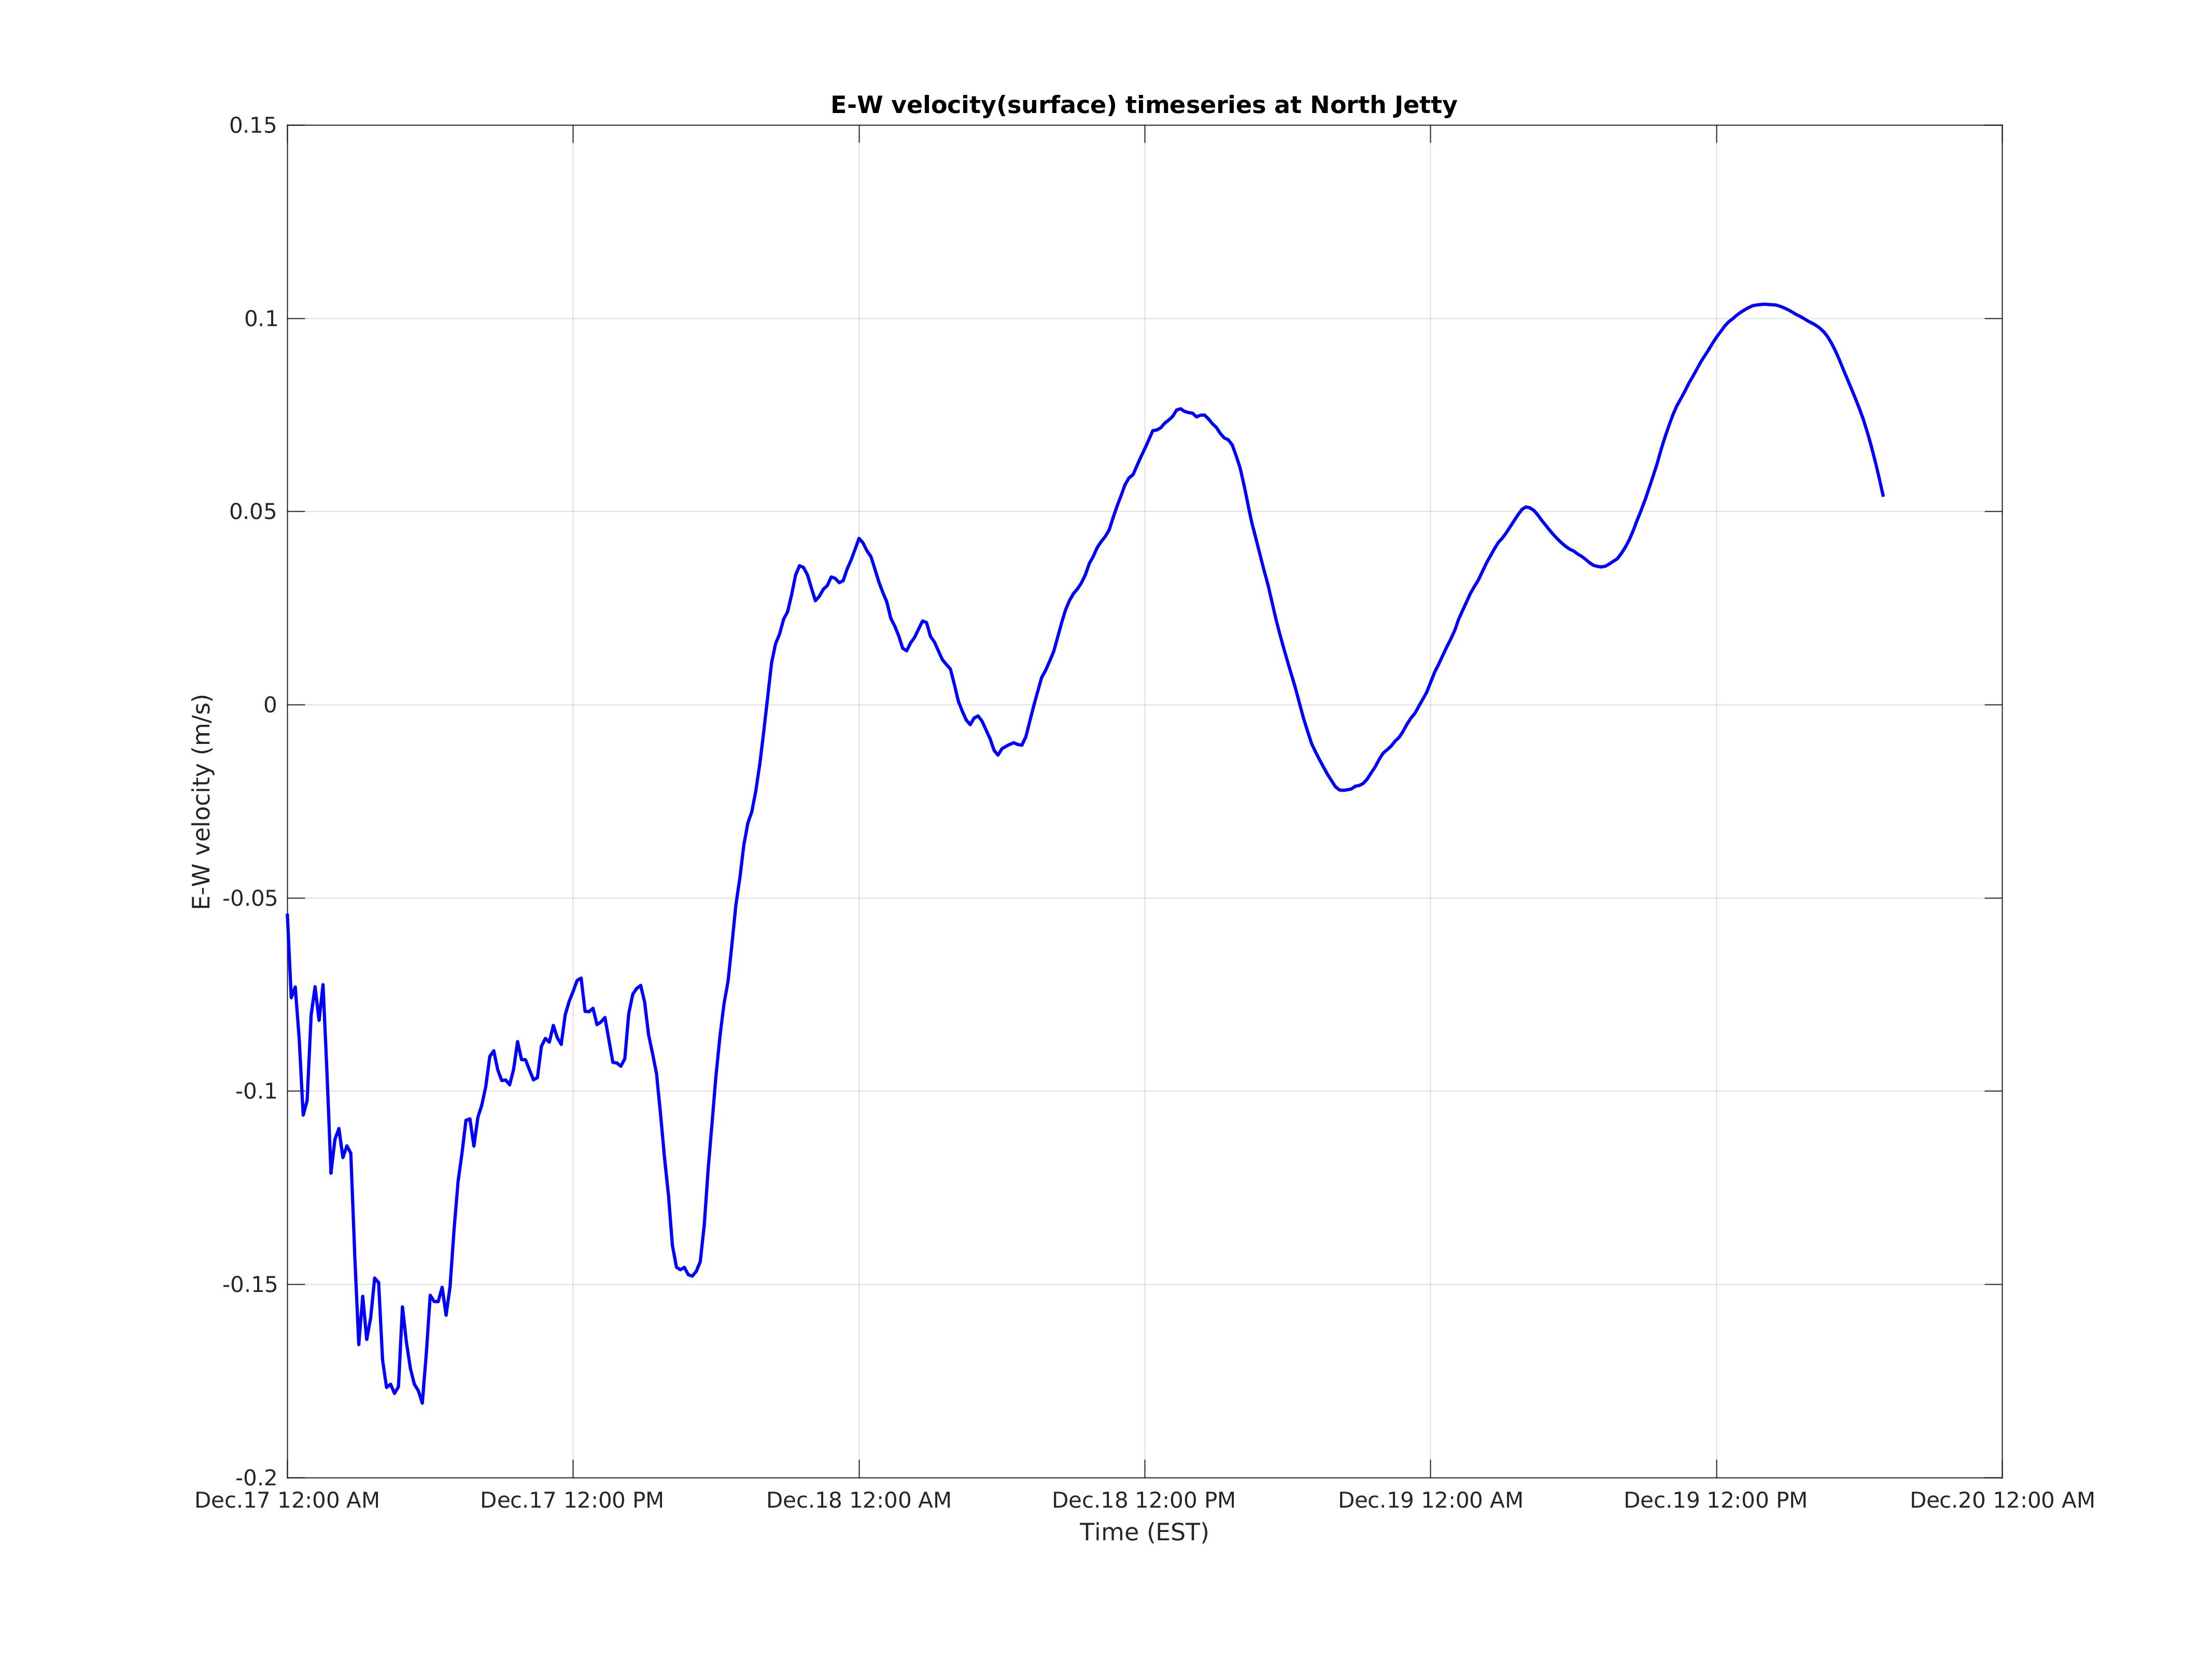 E-W velocity(surface) timeseries at North Jetty
0.15
0.1
0.05
0
-0.05
-0.1
-0.15
-0.2
E-W velocity (m/s)
Dec.17 12:00 AM Dec.17 12:00 PM Dec.18 12:00 AM Dec.18 12:00 PM Dec.19 12:00 AM Dec.19 12:00 PM Dec.20 12:00 AM
Time (EST)